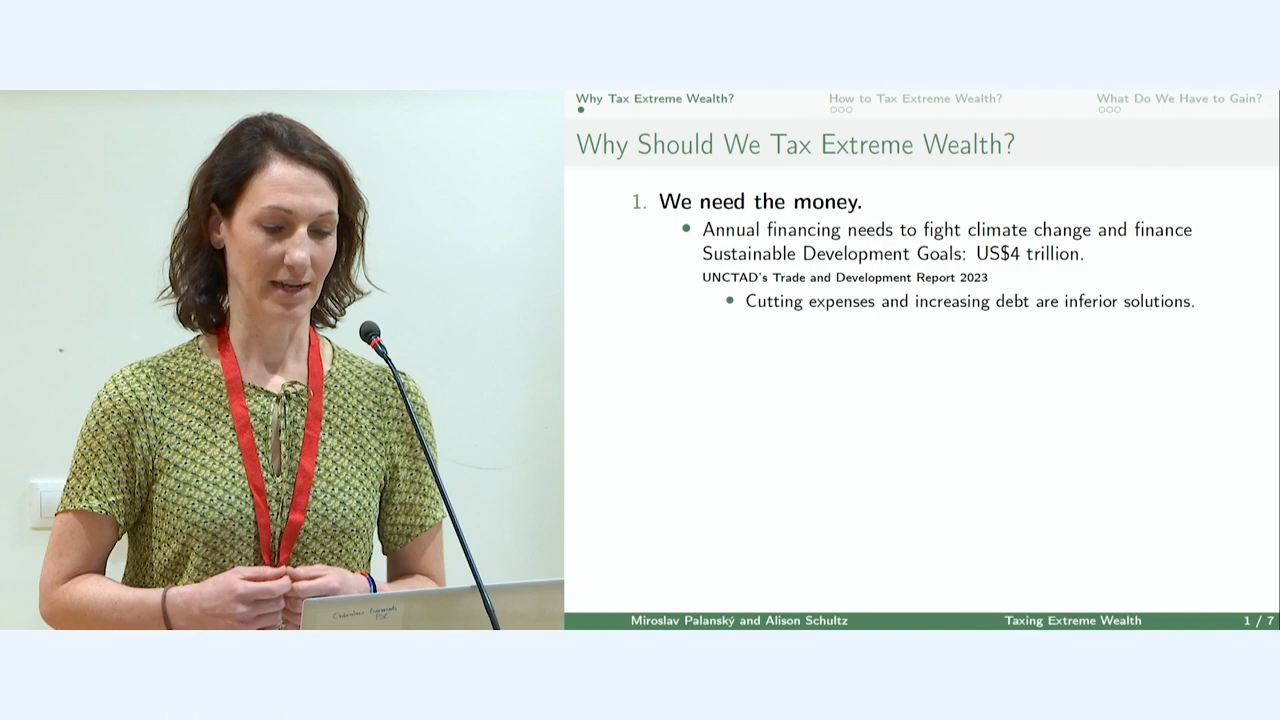 Why Tax Extreme Wealth?
How to Tax Extreme Wealth?
What Do We Have to Gain?
Why Should We Tax Extreme Wealth?
1. We need the money.
Annual financing needs to fight climate change and finance
Sustainable Development Goals: US$4 trillion.
UNCTAD's Trade and Development Report 2023
Cutting expenses and increasing debt are inferior solutions.
Miroslav Palanský and Alison Schultz
Taxing Extreme Wealth
1 / 7